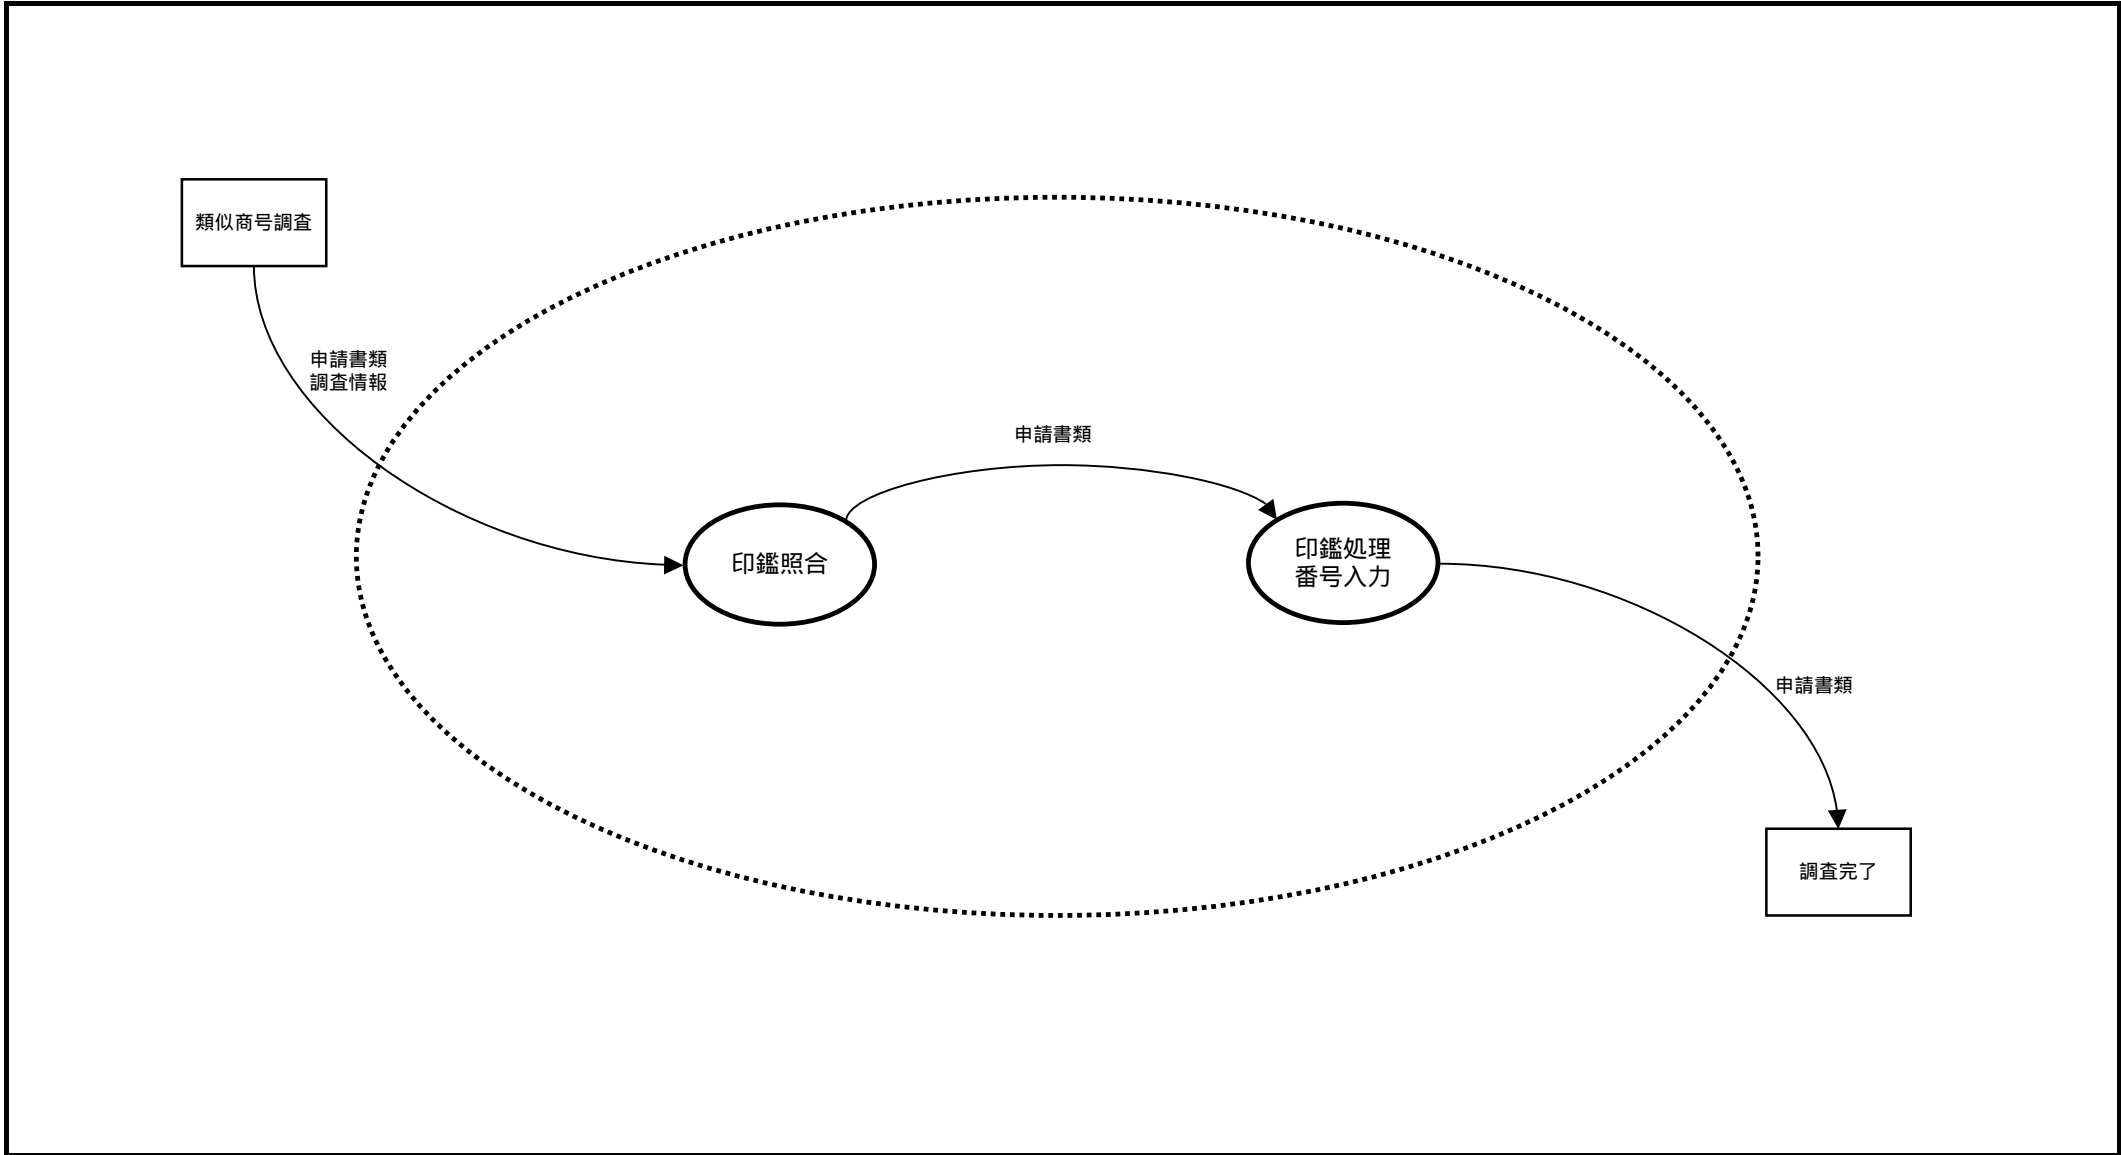 類似商号調査
申請書類
調査情報
申請書類
印鑑照合
印鑑処理
番号入力
申請書類
調査完了